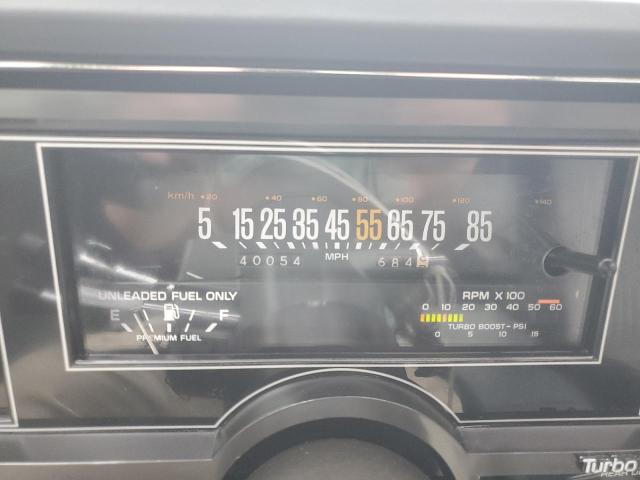 km/h 20 40 60 80 100 120 140
5 15 25 35 45 55 65 75 85
MPH
40054 684
UNLEADED FUEL ONLY
E F
PREMIUM FUEL
RPM X 100
0 10 20 30 40 50 60
TURBO BOOST-PSI
0 5 10 15
Turbo